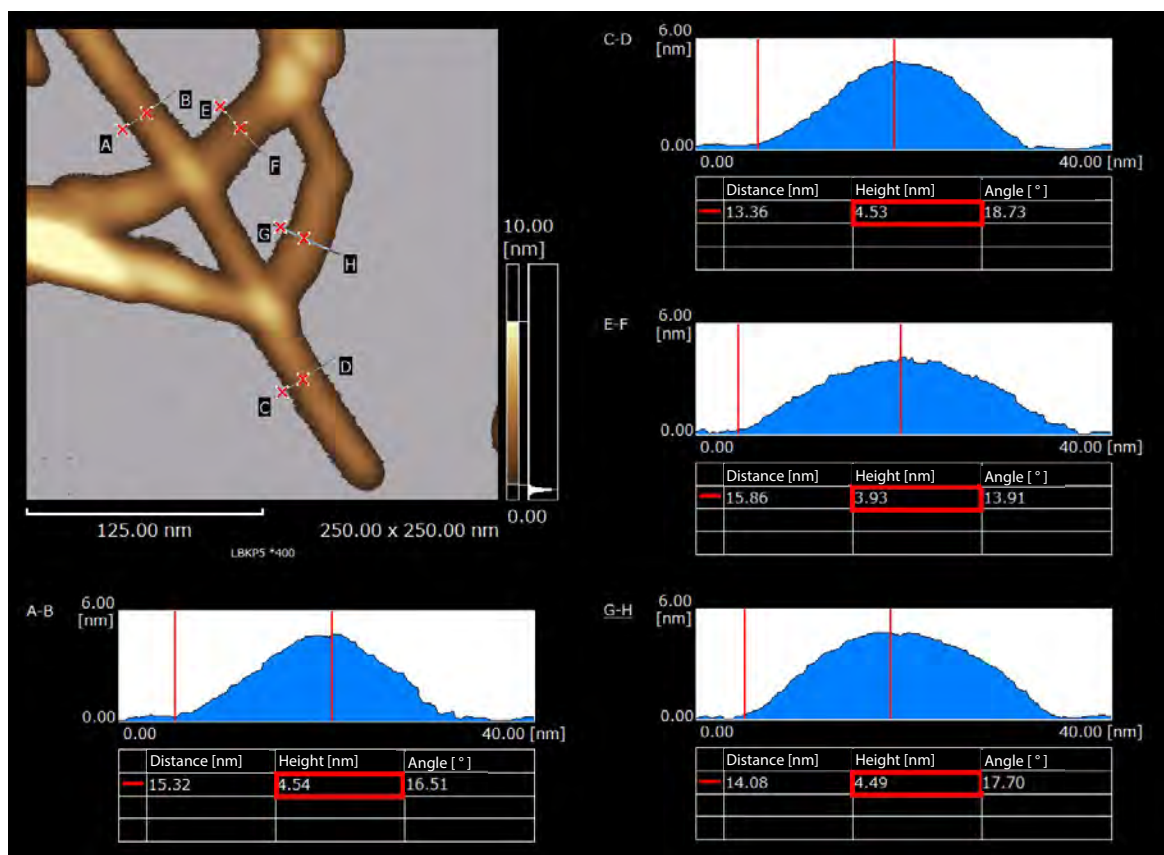 A
B
E
F
G
H
D
C
10.00
[nm]
0.00
125.00 nm
250.00 x 250.00 nm
LBKP5 *400
C-D
6.00
[nm]
0.00
0.00
40.00 [nm]
Distance [nm] Height [nm] Angle [ ° ]
13.36 4.53 18.73
E-F
6.00
[nm]
0.00
0.00
40.00 [nm]
Distance [nm] Height [nm] Angle [ ° ]
15.86 3.93 13.91
A-B
6.00
[nm]
0.00
0.00
40.00 [nm]
Distance [nm] Height [nm] Angle [ ° ]
15.32 4.54 16.51
G-H
6.00
[nm]
0.00
0.00
40.00 [nm]
Distance [nm] Height [nm] Angle [ ° ]
14.08 4.49 17.70